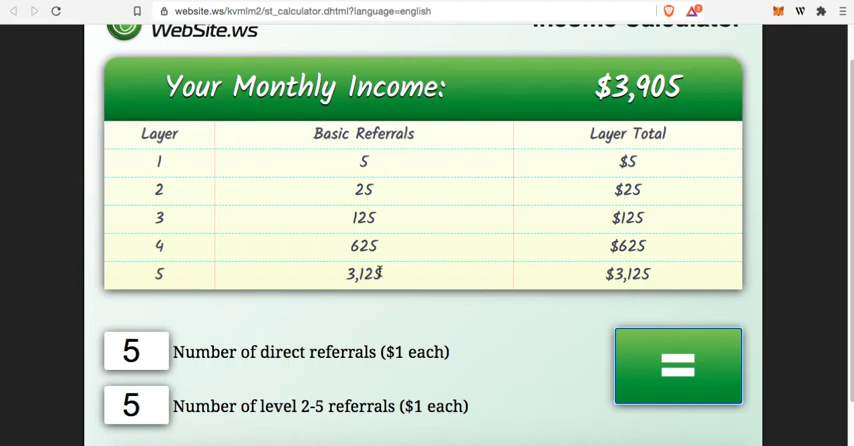 website.ws/kvmlm2/st_calculator.dhtml?language=english
WebSite.ws
Income Calculator
Your Monthly Income: $3,905
Layer Basic Referrals Layer Total
1 5 $5
2 25 $25
3 125 $125
4 625 $625
5 3,125 $3,125
5 Number of direct referrals ($1 each)
=
5 Number of level 2-5 referrals ($1 each)